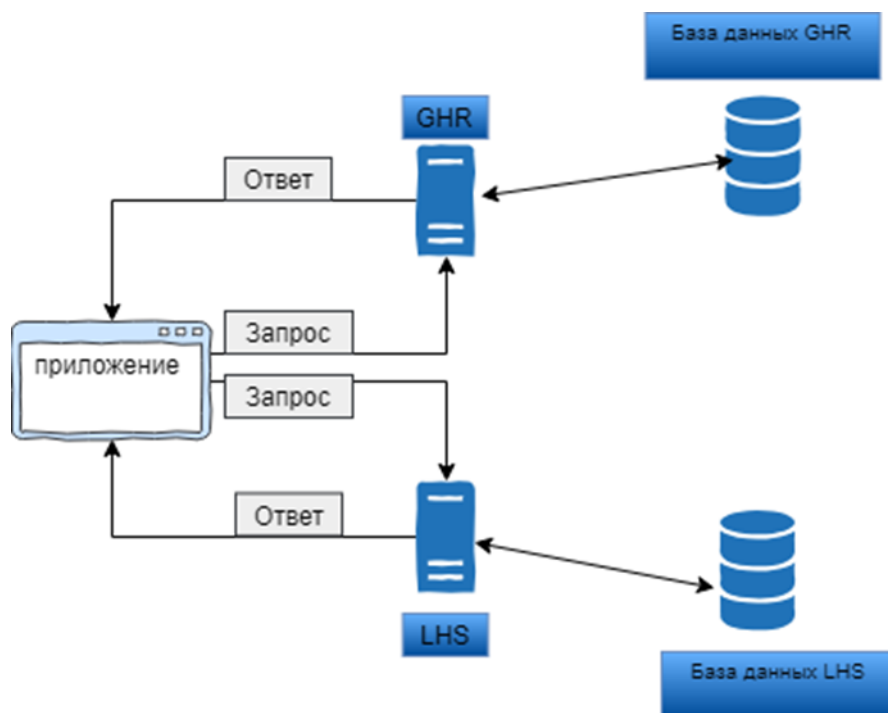 База данных GHR
GHR
Ответ
Запрос
приложение
Запрос
Ответ
LHS
База данных LHS